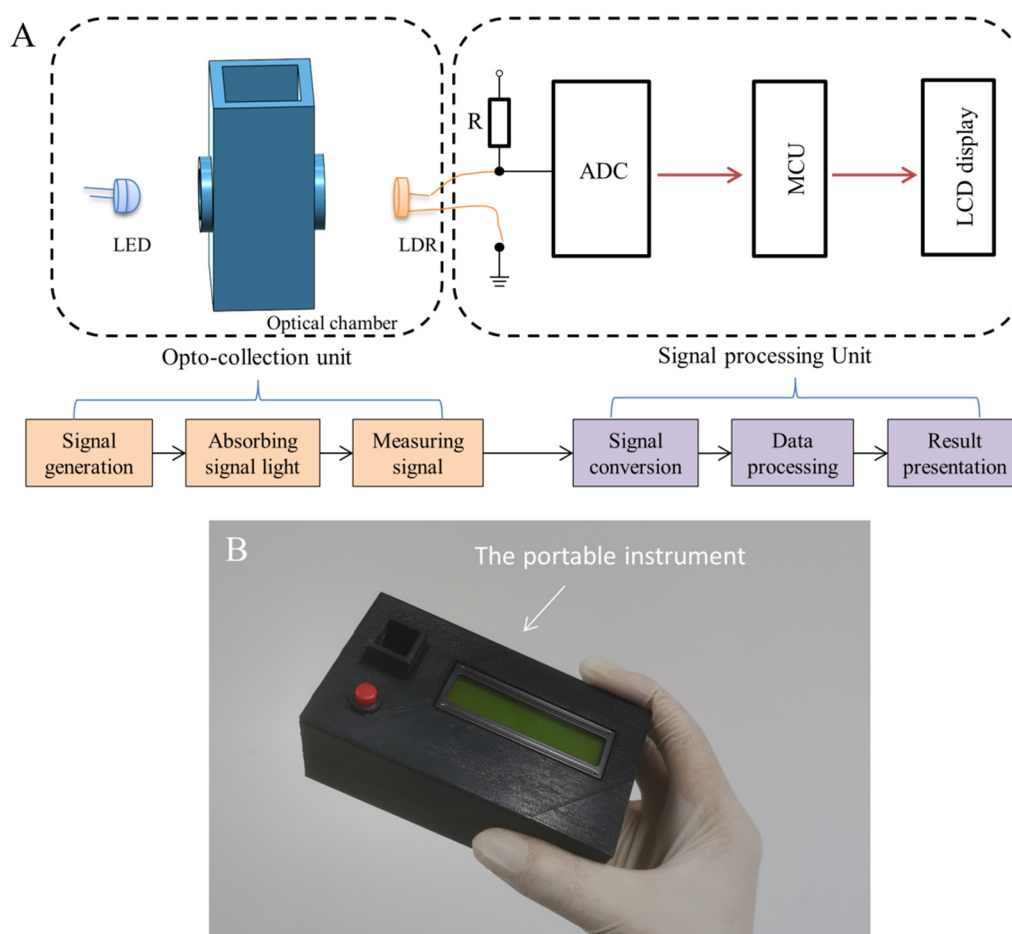 A
LED
LDR
Optical chamber
R
ADC
MCU
LCD display
Opto-collection unit
Signal processing Unit
Signal
generation
Absorbing
signal light
Measuring
signal
Signal
conversion
Data
processing
Result
presentation
B
The portable instrument